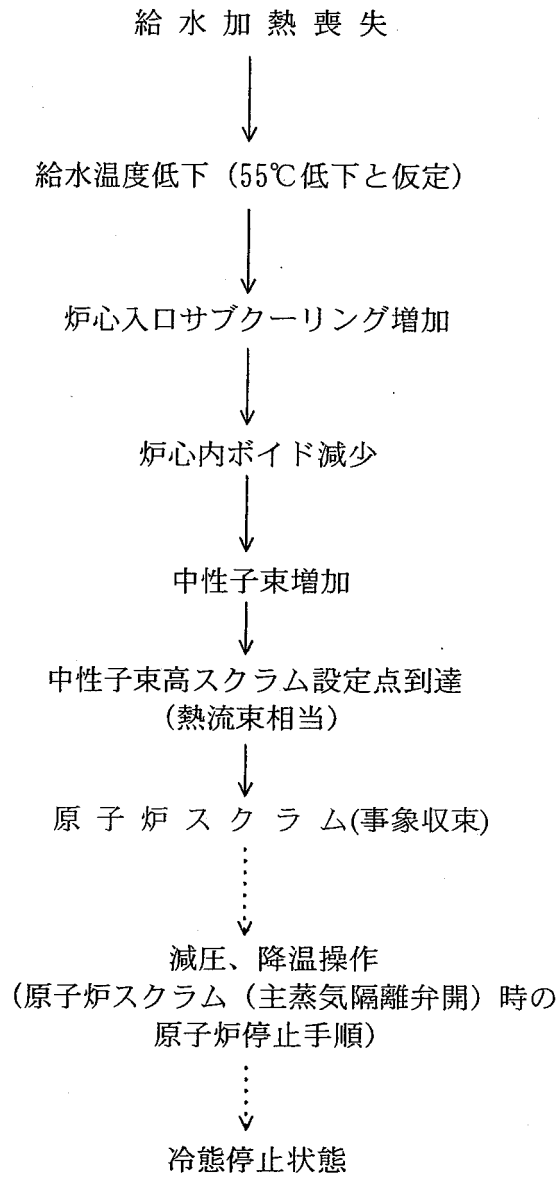 給水加熱喪失
給水温度低下（55℃低下と仮定）
炉心入口サブクーリング増加
炉心内ボイド減少
中性子束増加
中性子束高スクラム設定点到達
（熱流束相当）
原子炉スクラム(事象収束)
減圧、降温操作
（原子炉スクラム（主蒸気隔離弁開）時の
原子炉停止手順）
冷態停止状態